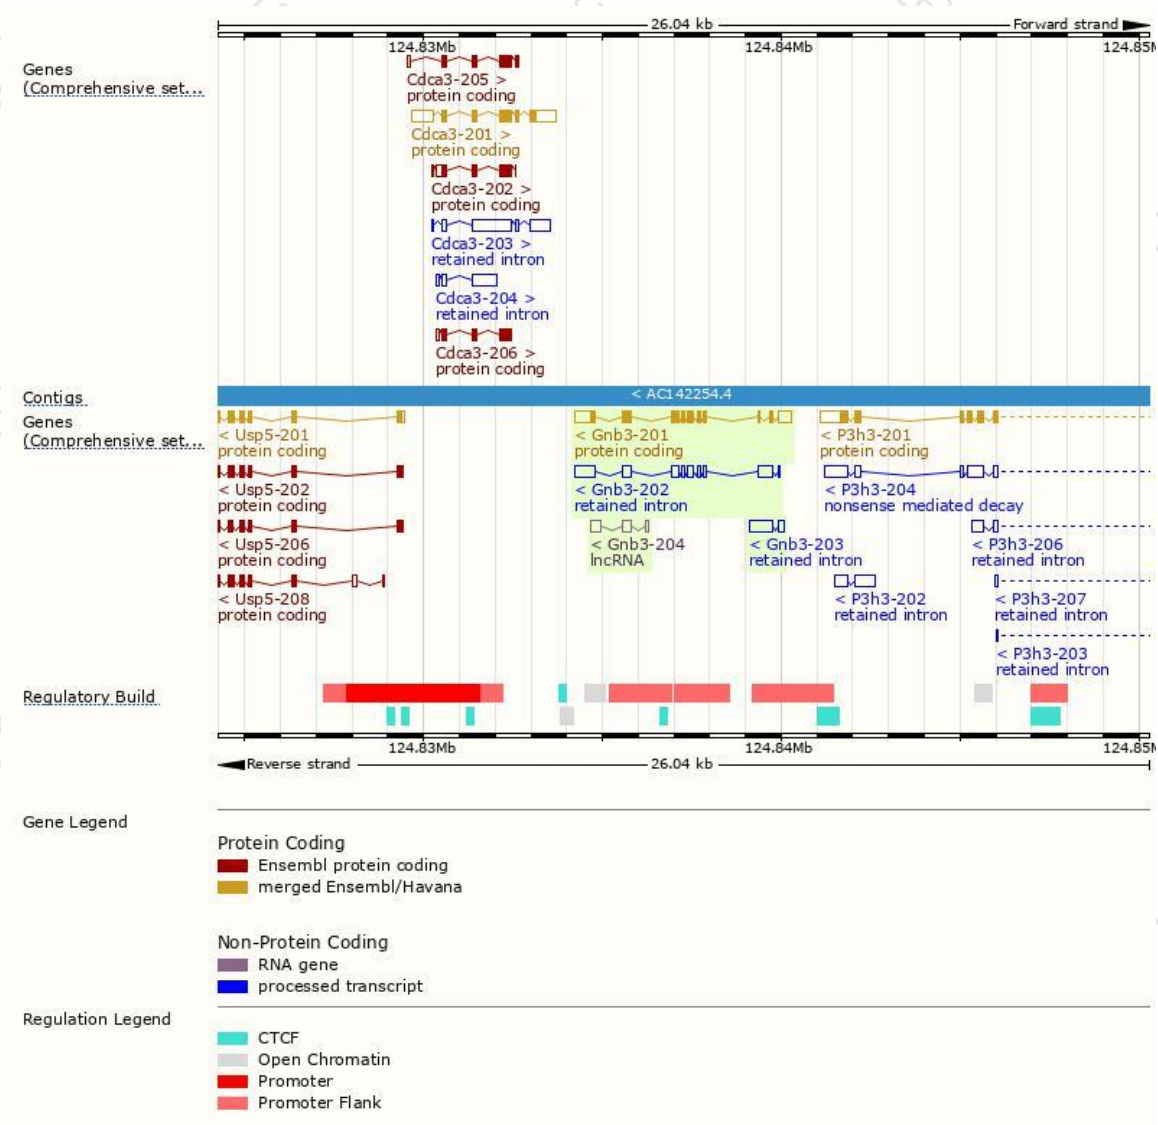 26.04 kb
Forward strand
124.83Mb
124.84Mb
124.85M
Genes
(Comprehensive set...
Cdca3-205 >
protein coding
Cdca3-201 >
protein coding
Cdca3-202 >
protein coding
Cdca3-203 >
retained intron
Cdca3-204 >
retained intron
Cdca3-206 >
protein coding
Contigs
< AC142254.4
Genes
(Comprehensive set...
< Usp5-201
protein coding
< Gnb3-201
protein coding
< P3h3-201
protein coding
< Usp5-202
protein coding
< Gnb3-202
retained intron
< P3h3-204
nonsense mediated decay
< Usp5-206
protein coding
< Gnb3-204
lncRNA
< Gnb3-203
retained intron
< P3h3-206
retained intron
< Usp5-208
protein coding
< P3h3-202
retained intron
< P3h3-207
retained intron
< P3h3-203
retained intron
Regulatory Build
124.83Mb
124.84Mb
124.85M
Reverse strand
26.04 kb
Gene Legend
Protein Coding
Ensembl protein coding
merged Ensembl/Havana
Non-Protein Coding
RNA gene
processed transcript
Regulation Legend
CTCF
Open Chromatin
Promoter
Promoter Flank